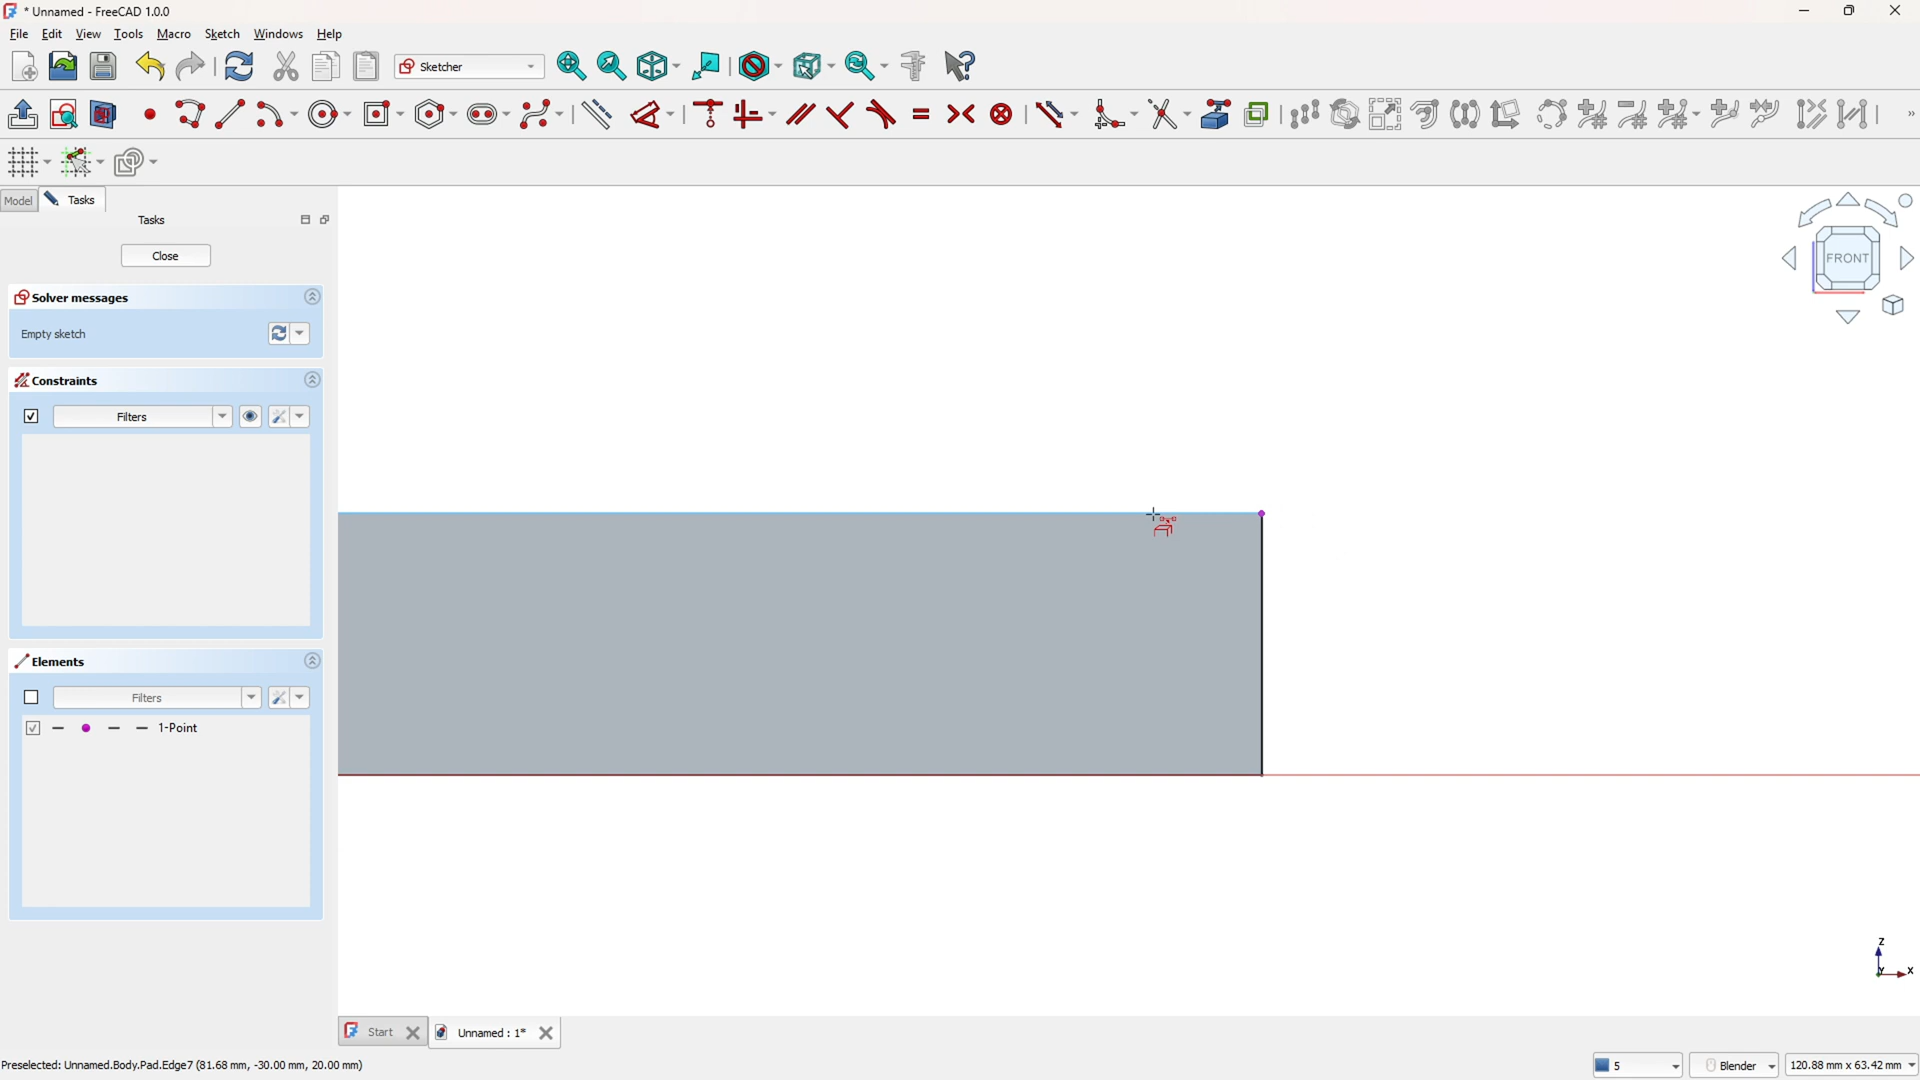 * Unnamed - FreeCAD 1.0.0
File Edit View Tools Macro Sketch Windows Help
Sketcher
Model Tasks
Tasks
Close
Solver messages
Empty sketch
Constraints
Filters
Elements
Filters
1-Point
FRONT
Z
Y X
Start Unnamed : 1*
Preselected: Unnamed.Body.Pad.Edge7 (81.68 mm, -30.00 mm, 20.00 mm)
5 Blender 120.88 mm x 63.42 mm